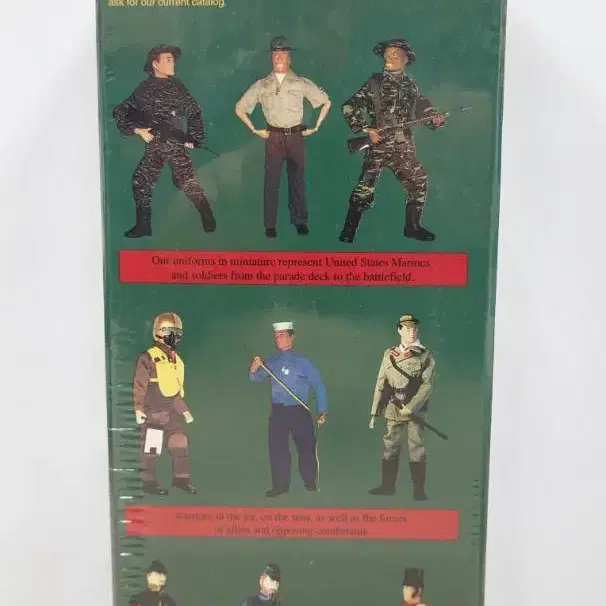 ask for our current catalog.
Our uniforms in miniature represent United States Marines
and soldiers from the parade deck to the battlefield,
warriors of the air, on the seas, as well as the forces
of allies and opposing combatants